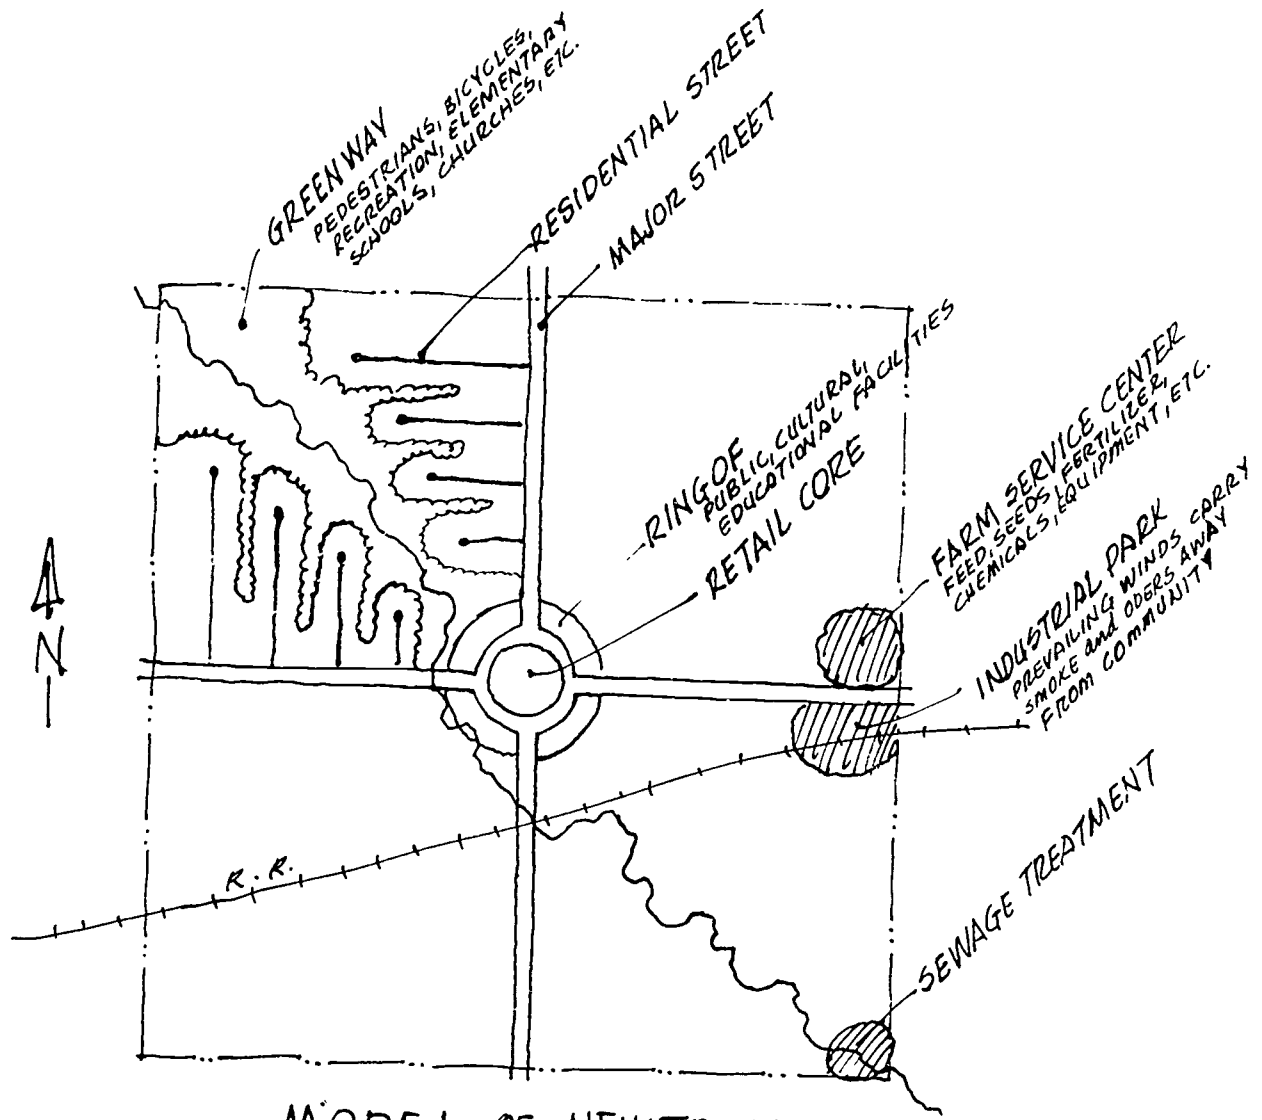 GREENWAY
PEDESTRIANS, BICYCLES,
RECREATION, ELEMENTARY
SCHOOLS, CHURCHES, ETC.
RESIDENTIAL STREET
MAJOR STREET
RING OF
PUBLIC, CULTURAL,
EDUCATIONAL FACILITIES
RETAIL CORE
FARM SERVICE CENTER
FEED, SEEDS, FERTILIZER,
CHEMICALS, EQUIPMENT, ETC.
INDUSTRIAL PARK
PREVAILING WINDS CARRY
SMOKE and ODERS AWAY
FROM COMMUNITY
N
R.R.
SEWAGE TREATMENT
MODEL OF